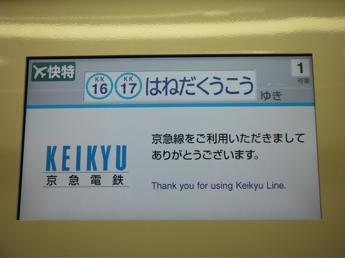 快特
KK 16 KK 17 はねだくうこう ゆき
1
号車
KEIKYU
京急電鉄
京急線をご利用いただきまして
ありがとうございます。
Thank you for using Keikyu Line.